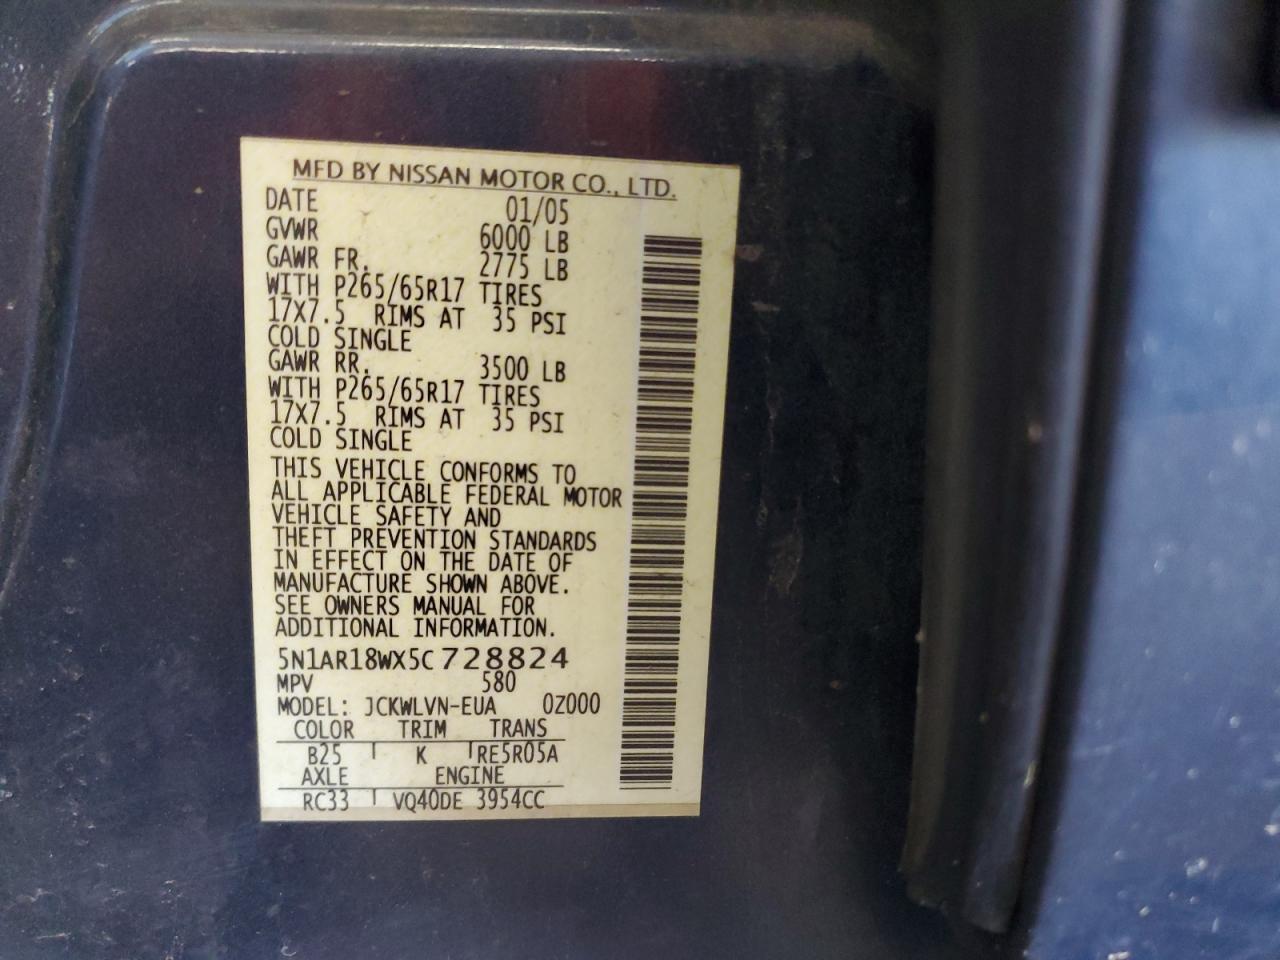 MFD BY NISSAN MOTOR CO., LTD.
DATE 01/05
GVWR 6000 LB
GAWR FR. 2775 LB
WITH P265/65R17 TIRES
17X7.5 RIMS AT 35 PSI
COLD SINGLE
GAWR RR. 3500 LB
WITH P265/65R17 TIRES
17X7.5 RIMS AT 35 PSI
COLD SINGLE
THIS VEHICLE CONFORMS TO
ALL APPLICABLE FEDERAL MOTOR
VEHICLE SAFETY AND
THEFT PREVENTION STANDARDS
IN EFFECT ON THE DATE OF
MANUFACTURE SHOWN ABOVE.
SEE OWNERS MANUAL FOR
ADDITIONAL INFORMATION.
5N1AR18WX5C728824
MPV 580
MODEL: JCKWLVN-EUA 0Z000
COLOR TRIM TRANS
B25 K RE5R05A
AXLE ENGINE
RC33 VQ40DE 3954CC